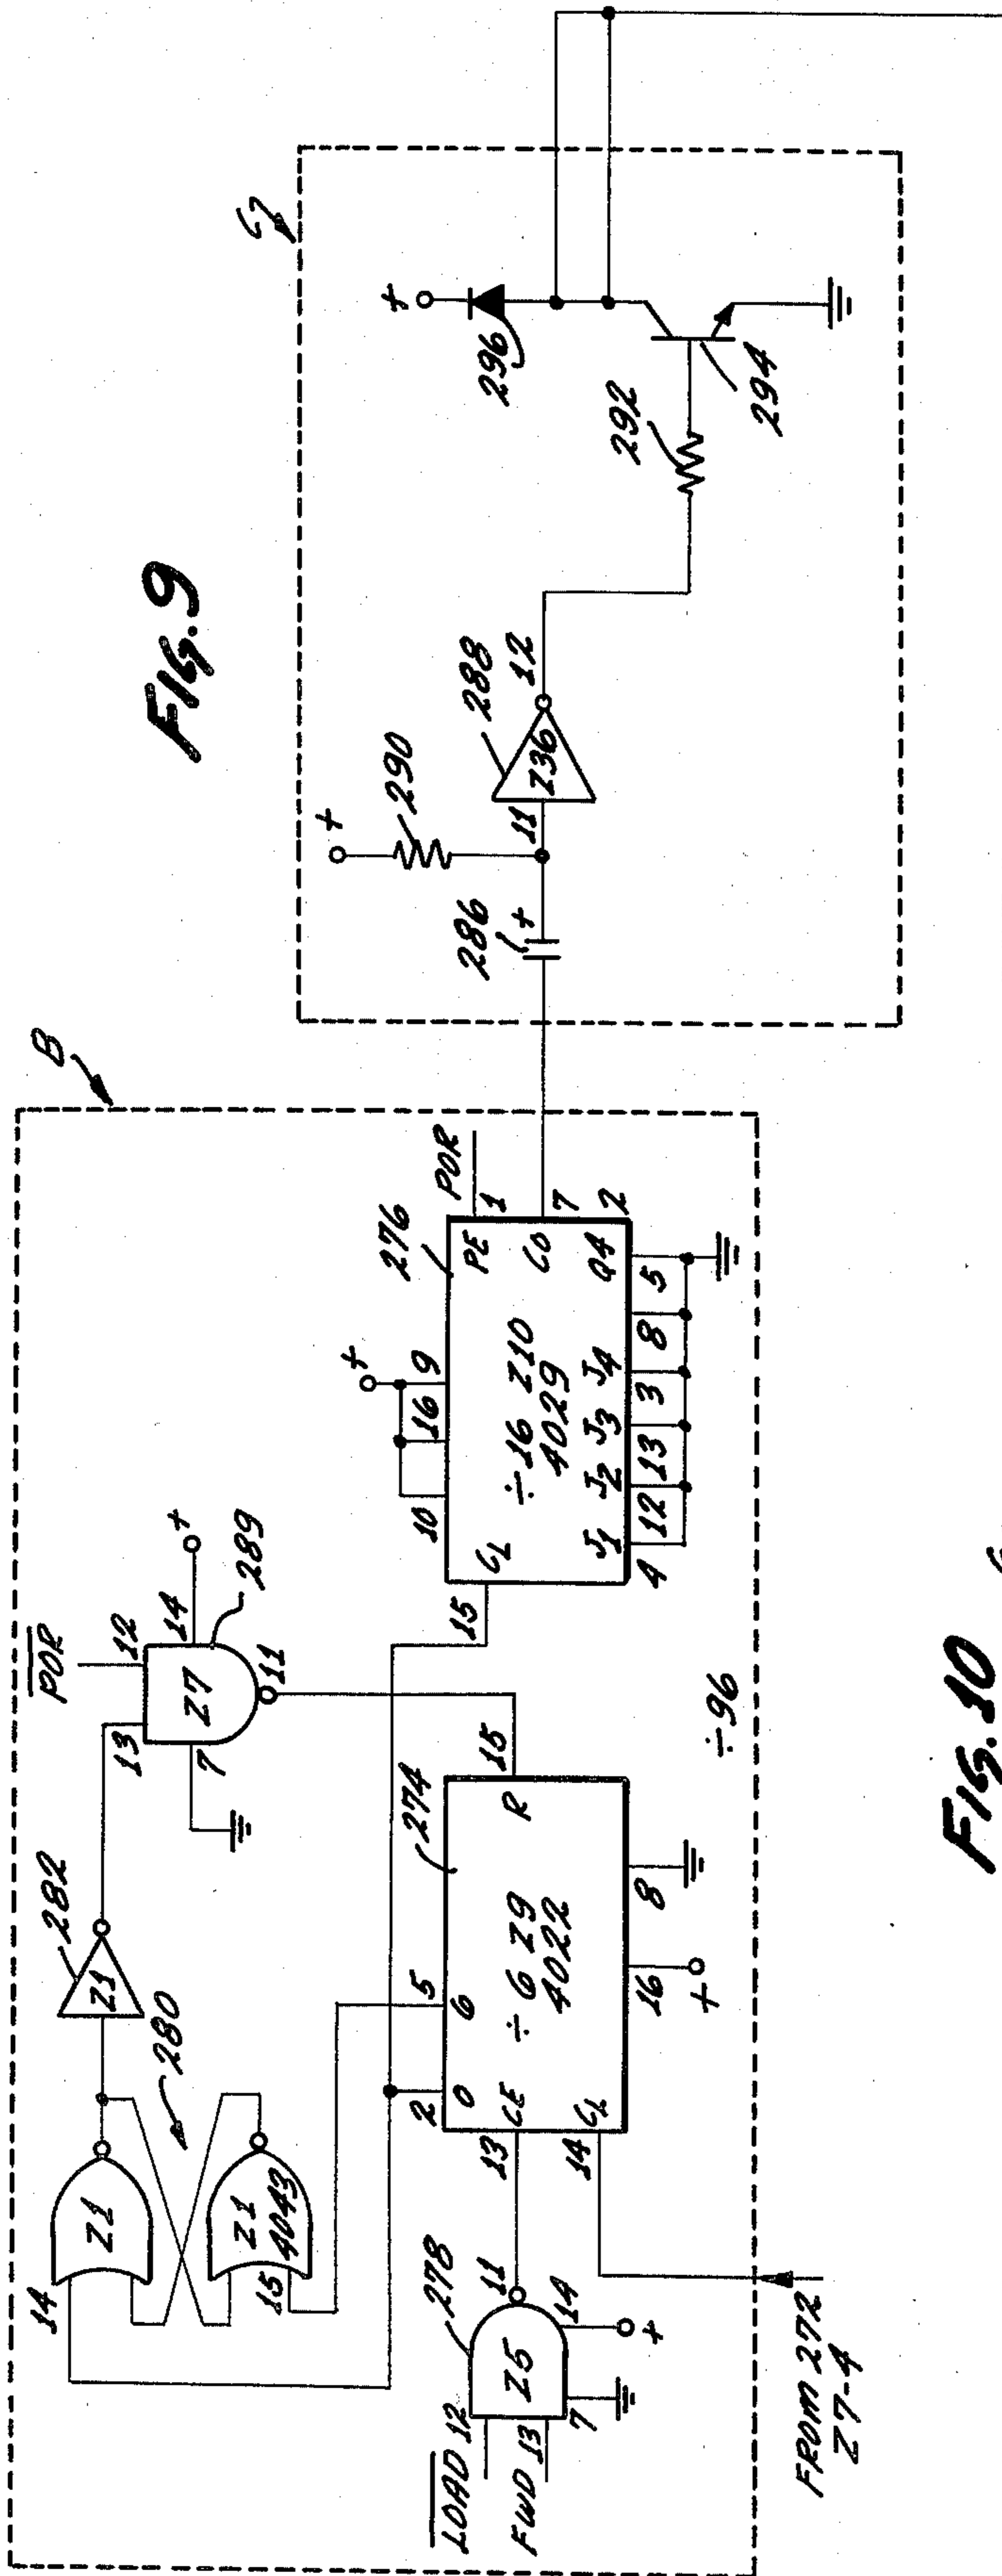 FIG. 9
B
C
POR
12
13
14
+
Z7
7
11
289
282
Z1
280
Z1
14
Z1
4043
15
278
LOAD 12
FWD 13
Z5
11
14
7
+
FROM 272
Z7-4
274
2
5
0
6
13
CE
14
CL
÷6 Z9
4022
R
15
16
8
+
÷96
276
+
10
16
9
15
CL
÷16 Z10
4029
PE
1
POR
CO
7
Q4
2
J1
J2
J3
J4
4
12
13
3
8
5
286
+
290
+
11
Z36
288
12
292
294
296
+
FIG. 10